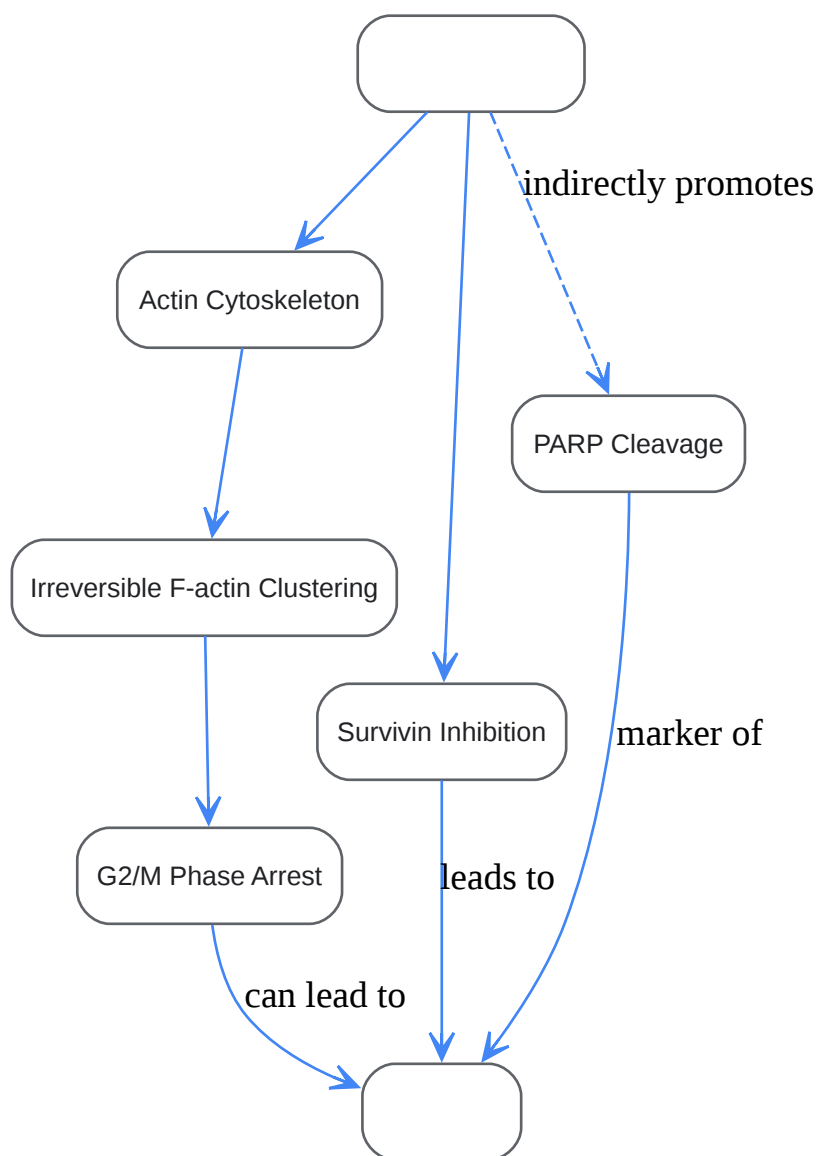 indirectly promotes
Actin Cytoskeleton
PARP Cleavage
Irreversible F-actin Clustering
Survivin Inhibition
marker of
G2/M Phase Arrest
leads to
can lead to